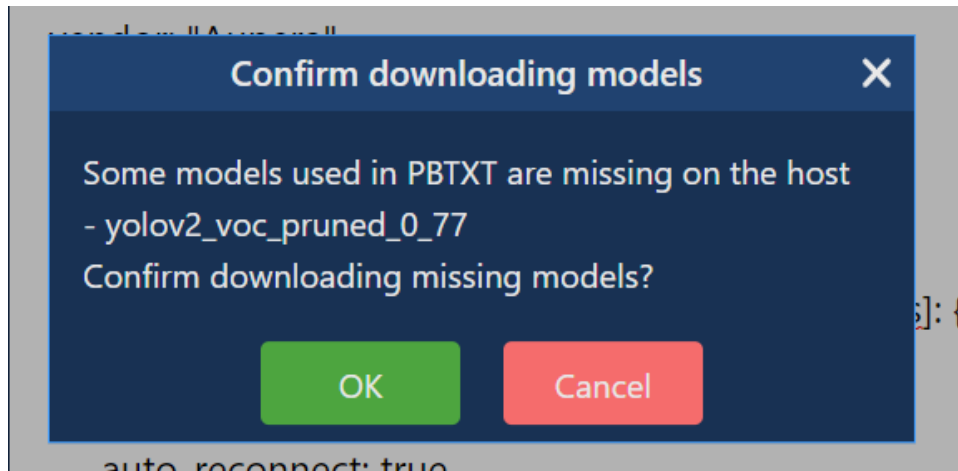 Confirm downloading models
Some models used in PBTXT are missing on the host
- yolov2_voc_pruned_0_77
Confirm downloading missing models?
OK
Cancel
s]: {
auto_reconnect: true